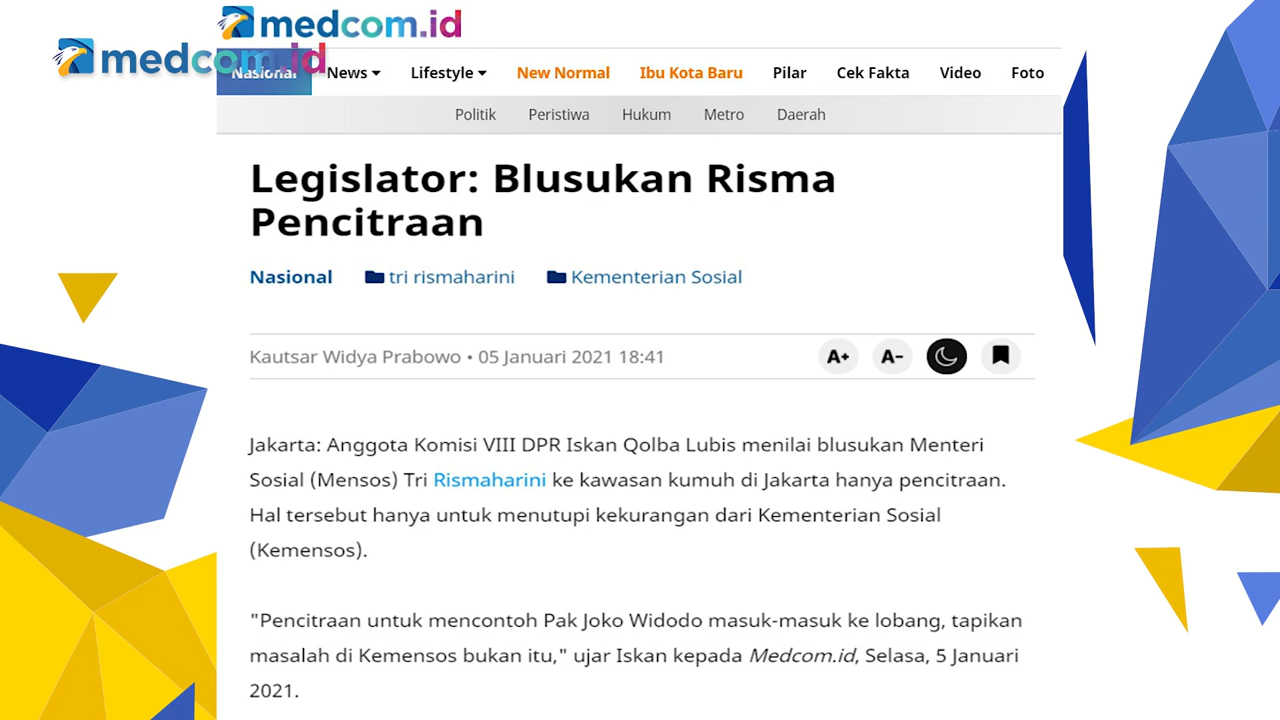 medcom.id
medcom.id
Nasional News Lifestyle New Normal Ibu Kota Baru Pilar Cek Fakta Video Foto
Politik Peristiwa Hukum Metro Daerah
Legislator: Blusukan Risma
Pencitraan
Nasional tri rismaharini Kementerian Sosial
Kautsar Widya Prabowo • 05 Januari 2021 18:41 A+ A-
Jakarta: Anggota Komisi VIII DPR Iskan Qolba Lubis menilai blusukan Menteri
Sosial (Mensos) Tri Rismaharini ke kawasan kumuh di Jakarta hanya pencitraan.
Hal tersebut hanya untuk menutupi kekurangan dari Kementerian Sosial
(Kemensos).
"Pencitraan untuk mencontoh Pak Joko Widodo masuk-masuk ke lobang, tapikan
masalah di Kemensos bukan itu," ujar Iskan kepada Medcom.id, Selasa, 5 Januari
2021.